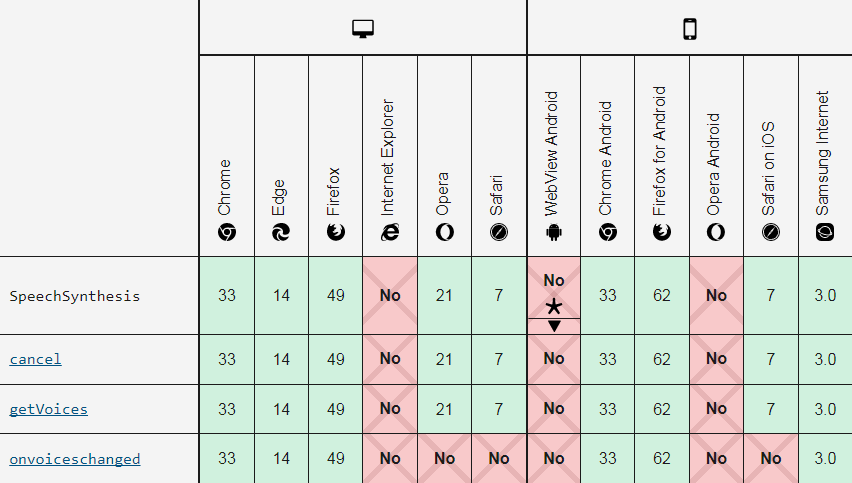 Chrome
Edge
Firefox
Internet Explorer
Opera
Safari
WebView Android
Chrome Android
Firefox for Android
Opera Android
Safari on iOS
Samsung Internet
SpeechSynthesis 33 14 49 No 21 7 No 33 62 No 7 3.0
cancel 33 14 49 No 21 7 No 33 62 No 7 3.0
getVoices 33 14 49 No 21 7 No 33 62 No 7 3.0
onvoiceschanged 33 14 49 No No No No 33 62 No No 3.0